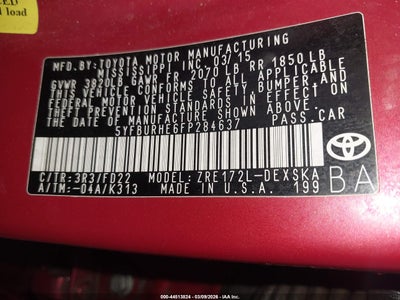 ED
l load
MFD.BY:TOYOTA MOTOR MANUFACTURING
MISSISSIPPI, INC. 03/15
GVWR 3820LB GAWR FR 2070 LB RR 1850 LB
THIS VEHICLE CONFORMS TO ALL APPLICABLE
FEDERAL MOTOR VEHICLE SAFETY, BUMPER, AND
THEFT PREVENTION STANDARDS IN EFFECT ON
THE DATE OF MANUFACTURE SHOWN ABOVE.
5YFBURHE6FP284637 PASS.CAR
C/TR:3R3/FD22 MODEL:ZRE172L-DEXSKA
A/TM:-04A/K313 MADE IN U.S.A. 199
TOYOTA
BA
000-44513824 - 03/09/2026 - IAA Inc.